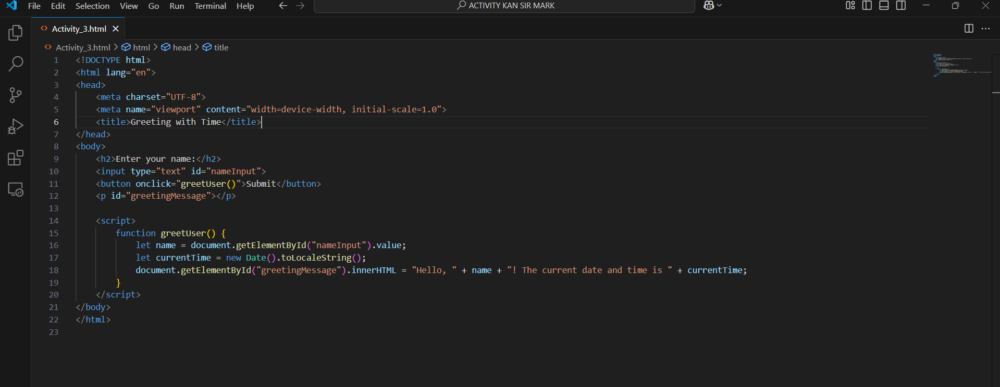 File Edit Selection View Go Run Terminal Help
ACTIVITY KAN SIR MARK
Activity_3.html
Activity_3.html > html > head > title
1 <!DOCTYPE html>
2 <html lang="en">
3 <head>
4 <meta charset="UTF-8">
5 <meta name="viewport" content="width=device-width, initial-scale=1.0">
6 <title>Greeting with Time</title>
7 </head>
8 <body>
9 <h2>Enter your name:</h2>
10 <input type="text" id="nameInput">
11 <button onclick="greetUser()">Submit</button>
12 <p id="greetingMessage"></p>
13
14 <script>
15 function greetUser() {
16 let name = document.getElementById("nameInput").value;
17 let currentTime = new Date().toLocaleString();
18 document.getElementById("greetingMessage").innerHTML = "Hello, " + name + "! The current date and time is " + currentTime;
19 }
20 </script>
21 </body>
22 </html>
23